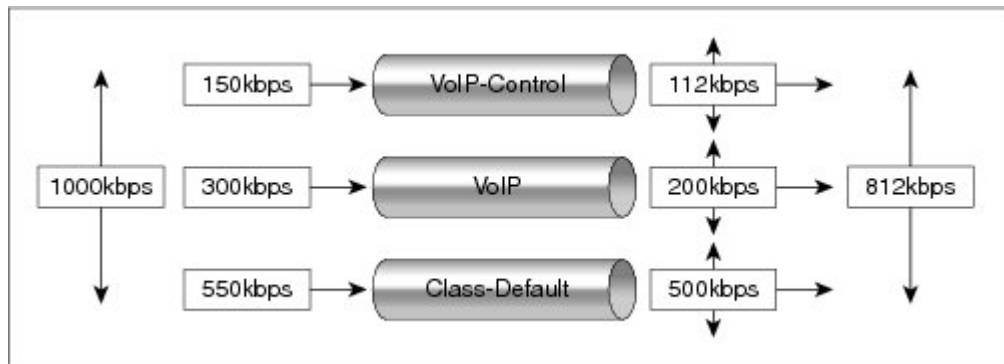 150kbps
VoIP-Control
112kbps
1000kbps
300kbps
VoIP
200kbps
812kbps
550kbps
Class-Default
500kbps